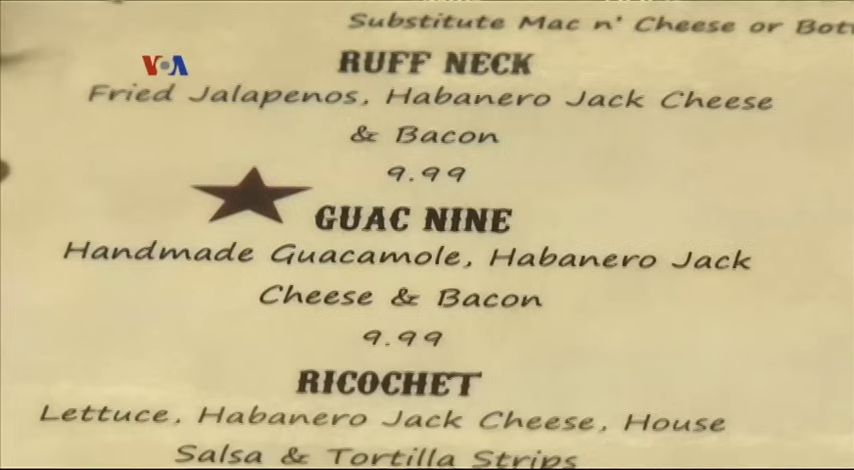 Substitute Mac n' Cheese or
VOA
RUFF NECK
Fried Jalapenos, Habanero Jack Cheese
& Bacon
9.99
GUAC NINE
Handmade Guacamole, Habanero Jack
Cheese & Bacon
9.99
RICOCHET
Lettuce, Habanero Jack Cheese, House
Salsa & Tortilla Strips